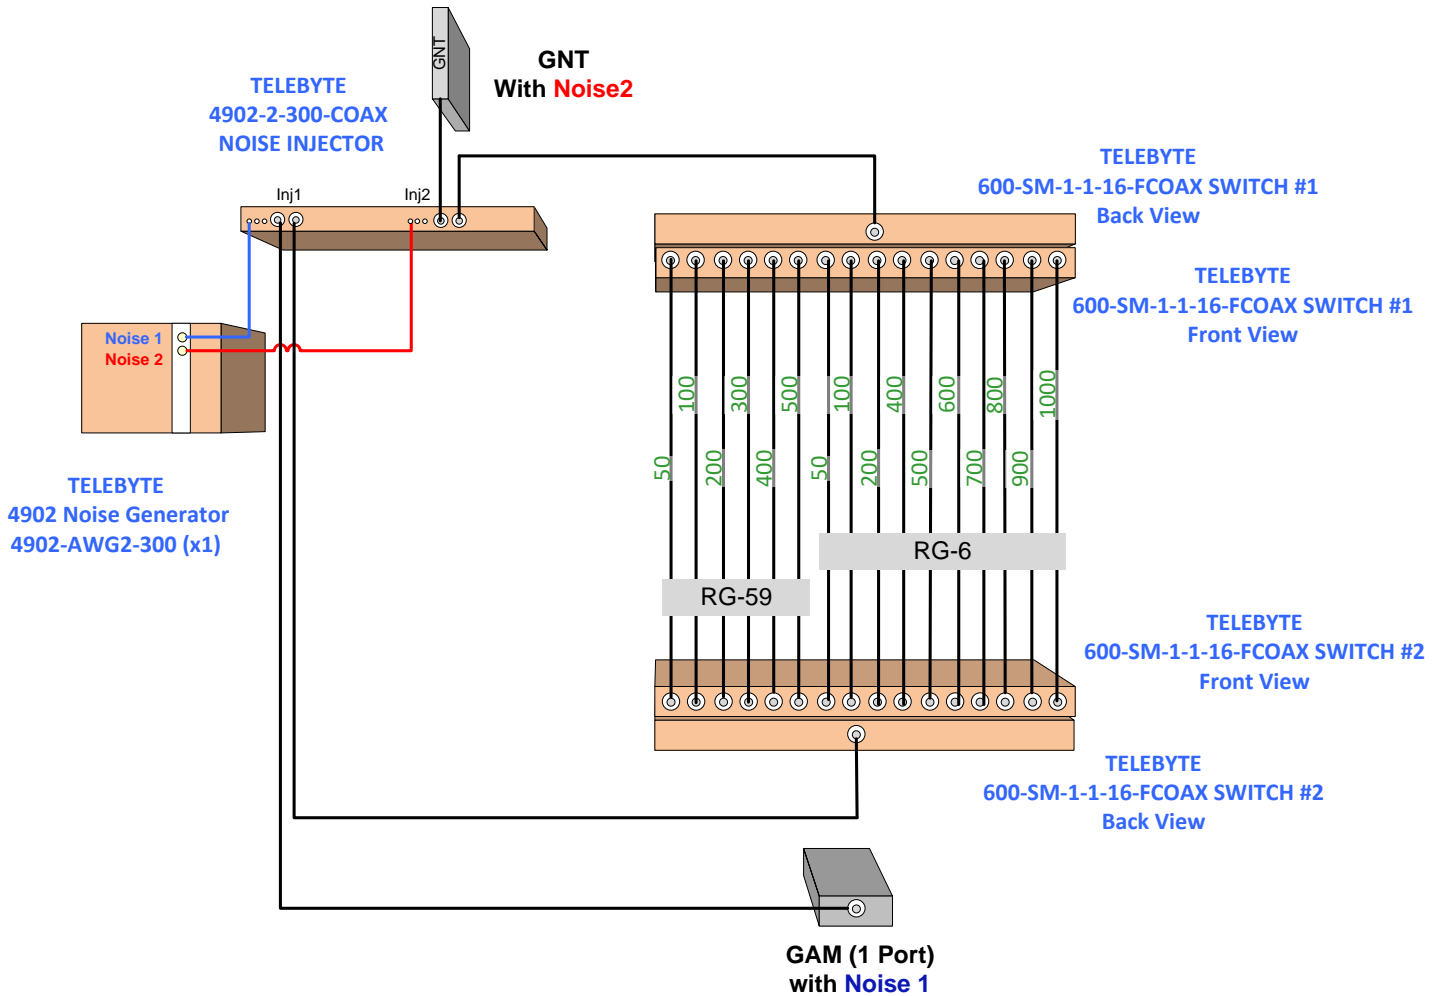 GNT
GNT
With Noise2
TELEBYTE
4902-2-300-COAX
NOISE INJECTOR
Inj1
Inj2
TELEBYTE
600-SM-1-1-16-FCOAX SWITCH #1
Back View
TELEBYTE
600-SM-1-1-16-FCOAX SWITCH #1
Front View
Noise 1
Noise 2
TELEBYTE
4902 Noise Generator
4902-AWG2-300 (x1)
50
100
200
300
400
500
50
100
200
400
500
600
700
800
900
1000
RG-6
RG-59
TELEBYTE
600-SM-1-1-16-FCOAX SWITCH #2
Front View
TELEBYTE
600-SM-1-1-16-FCOAX SWITCH #2
Back View
GAM (1 Port)
with Noise 1